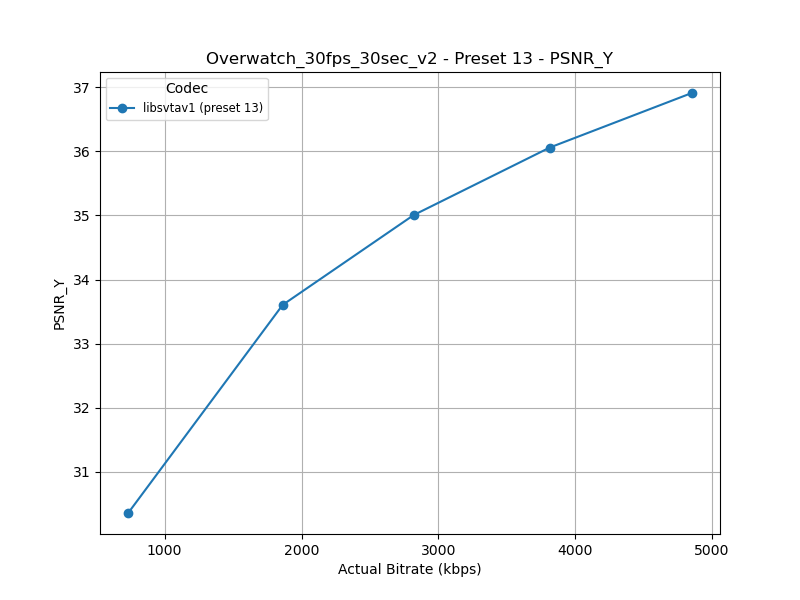 Overwatch_30fps_30sec_v2 - Preset 13 - PSNR_Y
Codec
libsvtav1 (preset 13)
PSNR_Y
37
36
35
34
33
32
31
1000 2000 3000 4000 5000
Actual Bitrate (kbps)